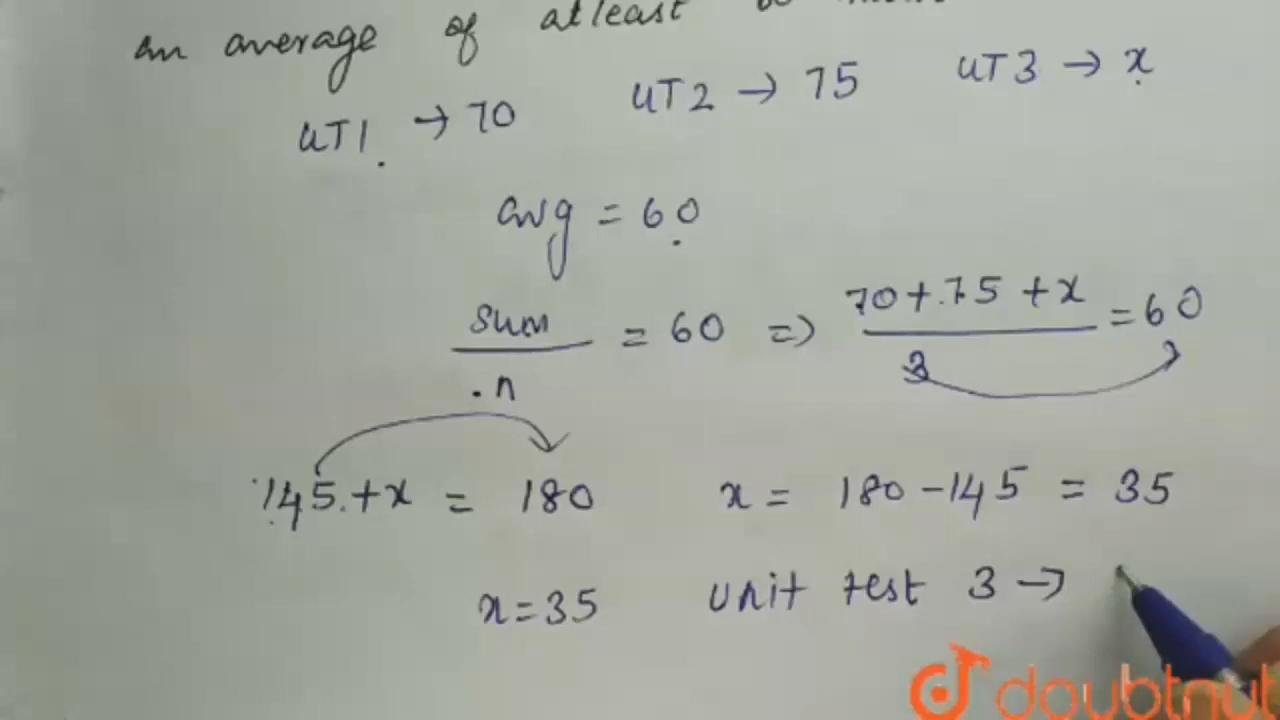 an average of atleast
UT1 → 70 UT2 → 75 UT3 → x
avg = 60
sum/n = 60 => (70+75+x)/3 = 60
145+x = 180 x = 180-145 = 35
x=35 unit test 3 →
doubtnut